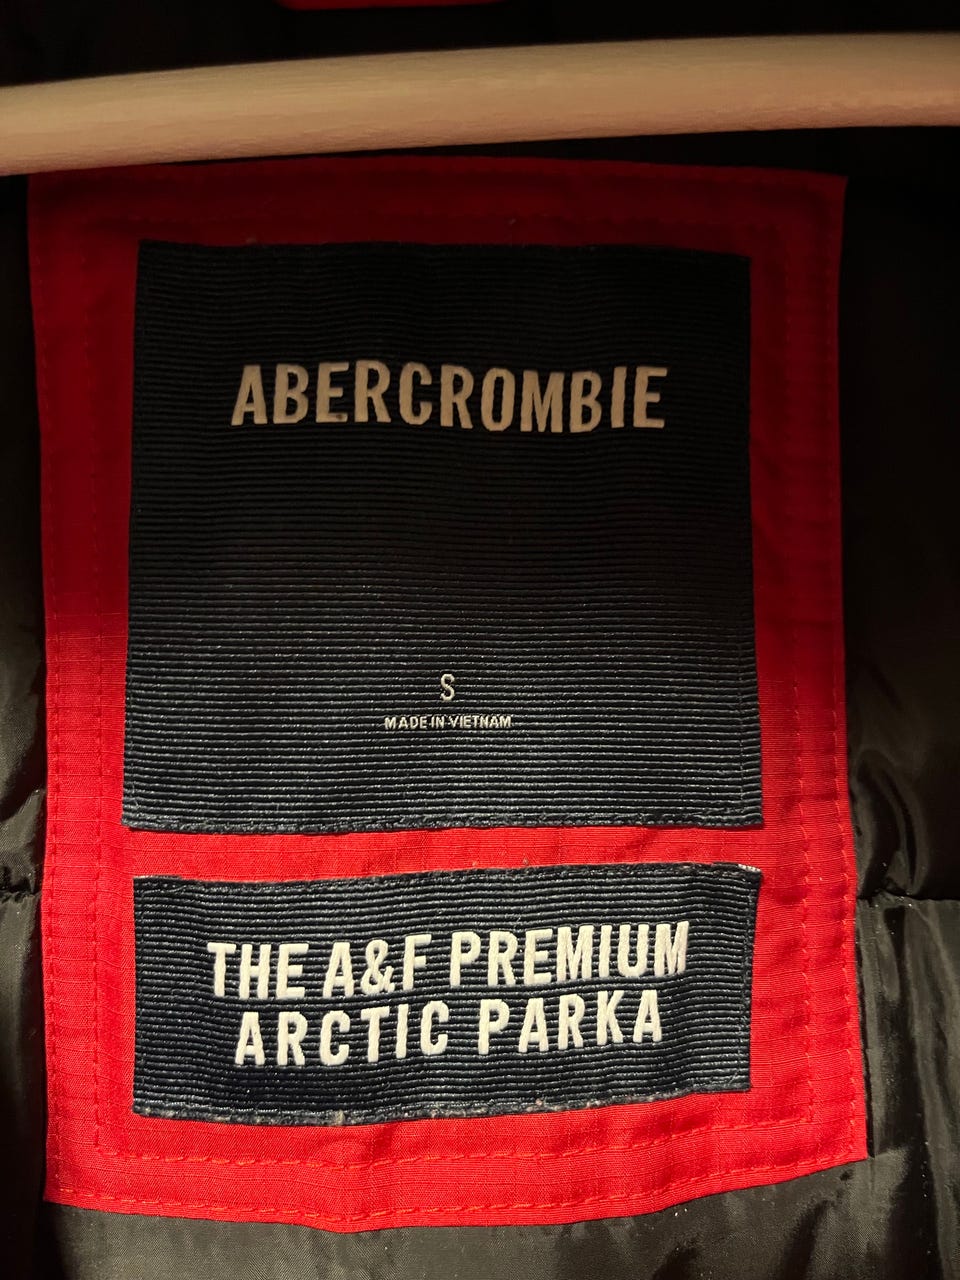 ABERCROMBIE
S
MADE IN VIETNAM
THE A&F PREMIUM
ARCTIC PARKA